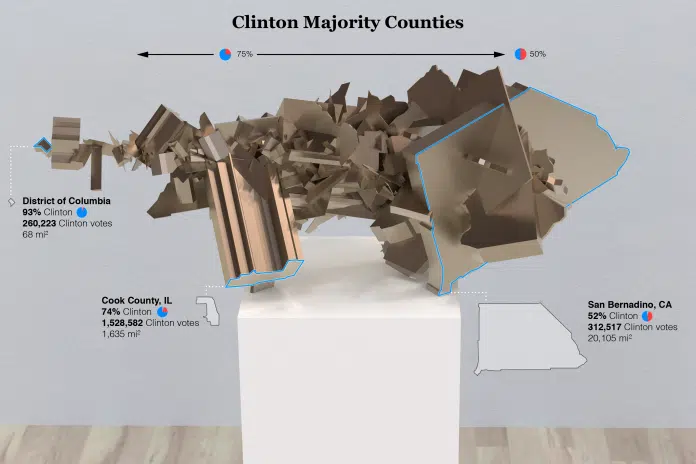 Clinton Majority Counties
75%
50%
District of Columbia
93% Clinton
260,223 Clinton votes
68 mi²
Cook County, IL
74% Clinton
1,528,582 Clinton votes
1,635 mi²
San Bernadino, CA
52% Clinton
312,517 Clinton votes
20,105 mi²